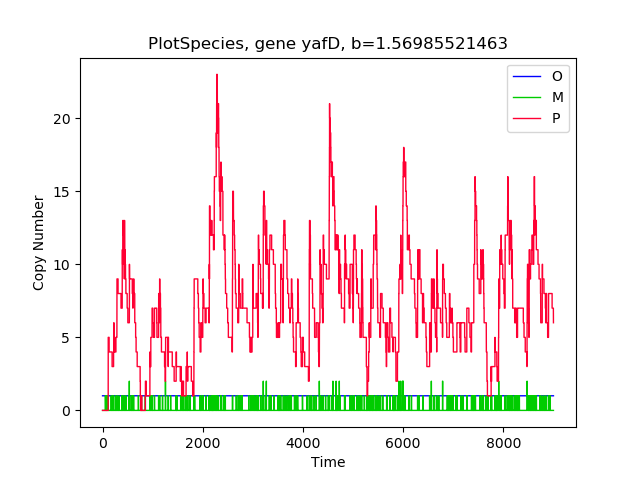 PlotSpecies, gene yafD, b=1.56985521463
O
M
P
20
15
10
5
0
Copy Number
0 2000 4000 6000 8000
Time